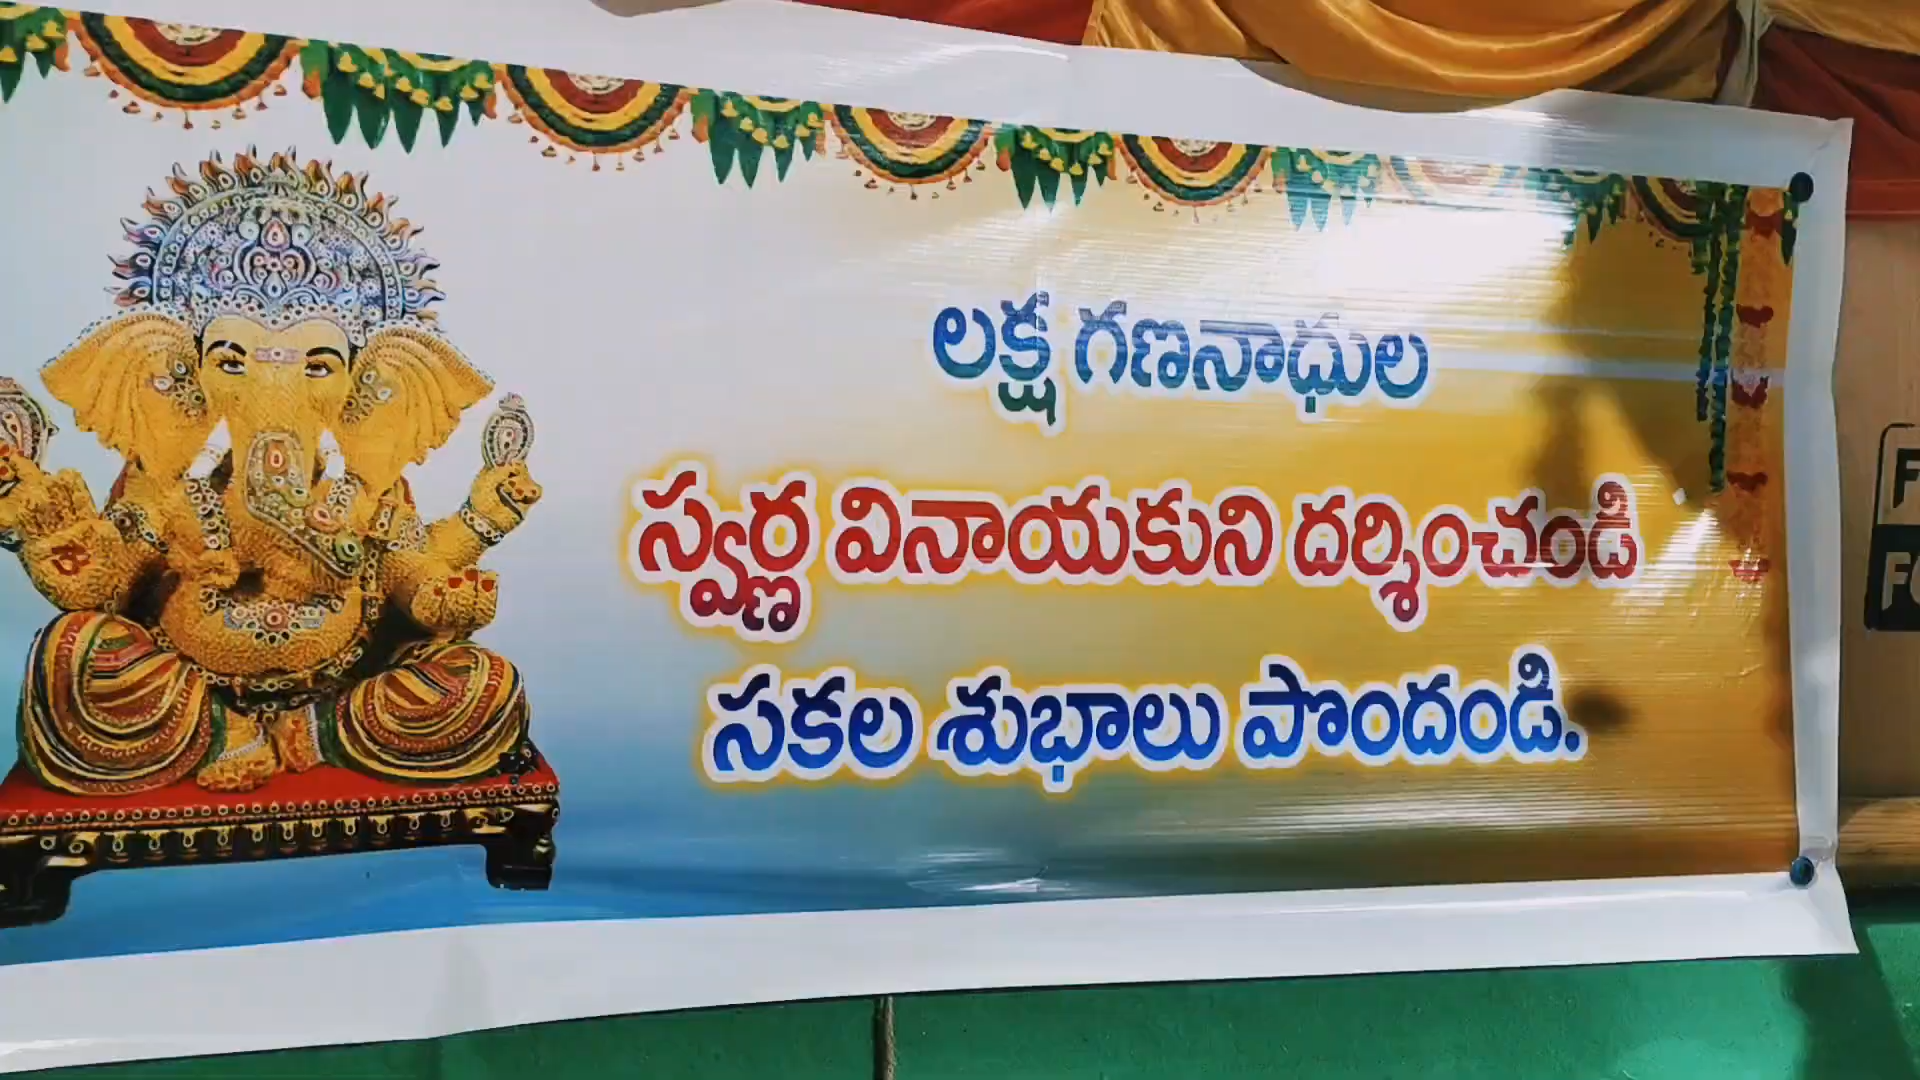 లక్ష గణనాధుల
స్వర్ణ వినాయకుని దర్శించండి
సకల శుభాలు పొందండి.